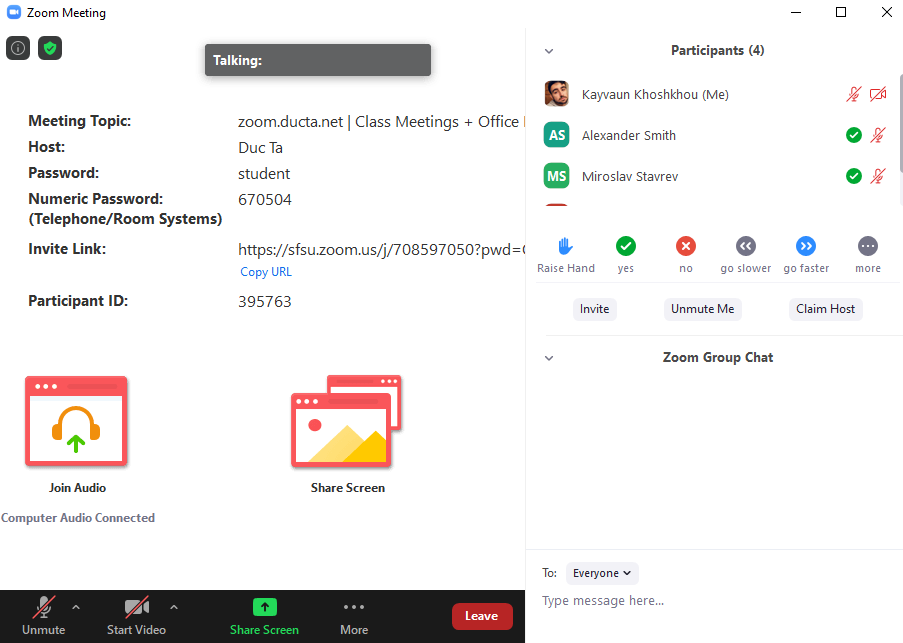 Zoom Meeting
Talking:
Meeting Topic: zoom.ducta.net | Class Meetings + Office
Host: Duc Ta
Password: student
Numeric Password: 670504
(Telephone/Room Systems)
Invite Link: https://sfsu.zoom.us/j/708597050?pwd=
Copy URL
Participant ID: 395763
Join Audio
Share Screen
Computer Audio Connected
Unmute
Start Video
Share Screen
More
Leave
Participants (4)
Kayvaun Khoshkhou (Me)
AS Alexander Smith
MS Miroslav Stavrev
Raise Hand
yes
no
go slower
go faster
more
Invite
Unmute Me
Claim Host
Zoom Group Chat
To: Everyone
Type message here...